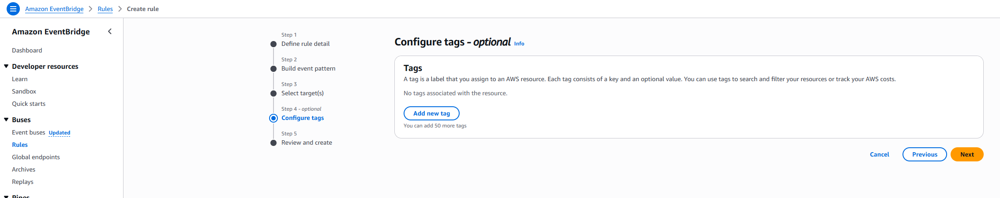 Amazon EventBridge > Rules > Create rule
Amazon EventBridge
Dashboard
Developer resources
Learn
Sandbox
Quick starts
Buses
Event buses Updated
Rules
Global endpoints
Archives
Replays
Pipes
Step 1
Define rule detail
Step 2
Build event pattern
Step 3
Select target(s)
Step 4 - optional
Configure tags
Step 5
Review and create
Configure tags - optional Info
Tags
A tag is a label that you assign to an AWS resource. Each tag consists of a key and an optional value. You can use tags to search and filter your resources or track your AWS costs.
No tags associated with the resource.
Add new tag
You can add 50 more tags
Cancel Previous Next